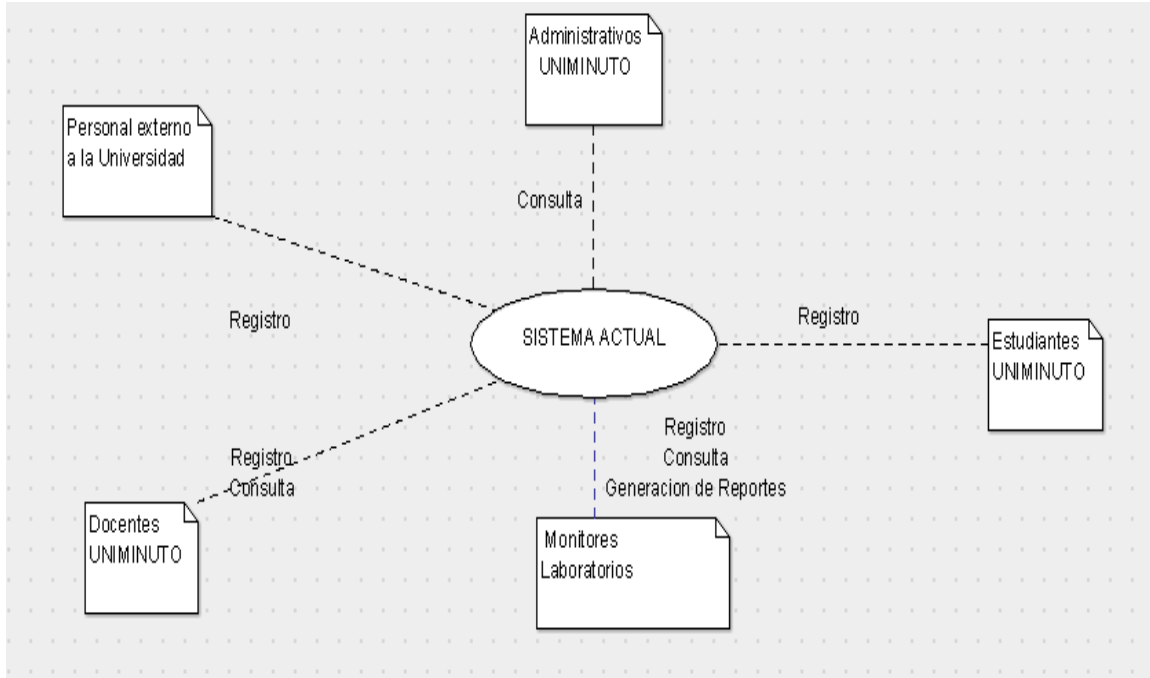 Administrativos
UNIMINUTO
Personal externo
a la Universidad
Consulta
Registro
Registro
SISTEMA ACTUAL
Estudiantes
UNIMINUTO
Registro
Consulta
Generacion de Reportes
Registro
Consulta
Docentes
UNIMINUTO
Monitores
Laboratorios